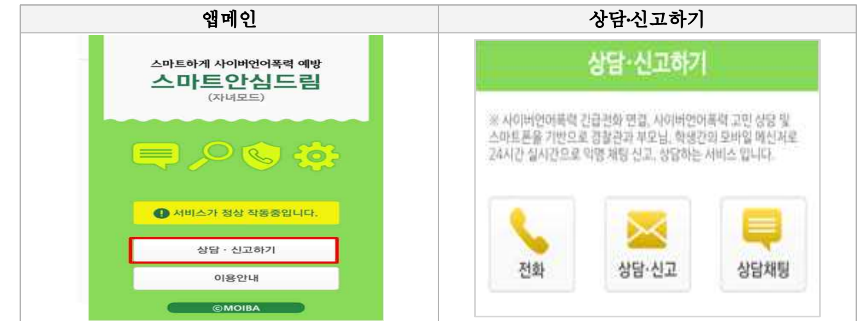 앱메인
상담·신고하기
스마트하게 사이버언어폭력 예방
스마트안심드림
(자녀모드)
서비스가 정상 작동중입니다.
상담 · 신고하기
이용안내
©MOIBA
상담·신고하기
※ 사이버언어폭력 긴급전화 연결, 사이버언어폭력 고민 상담 및
스마트폰을 기반으로 경찰관과 부모님, 학생간의 모바일 메신저로
24시간 실시간으로 익명 채팅 신고, 상담하는 서비스 입니다.
전화
상담·신고
상담채팅